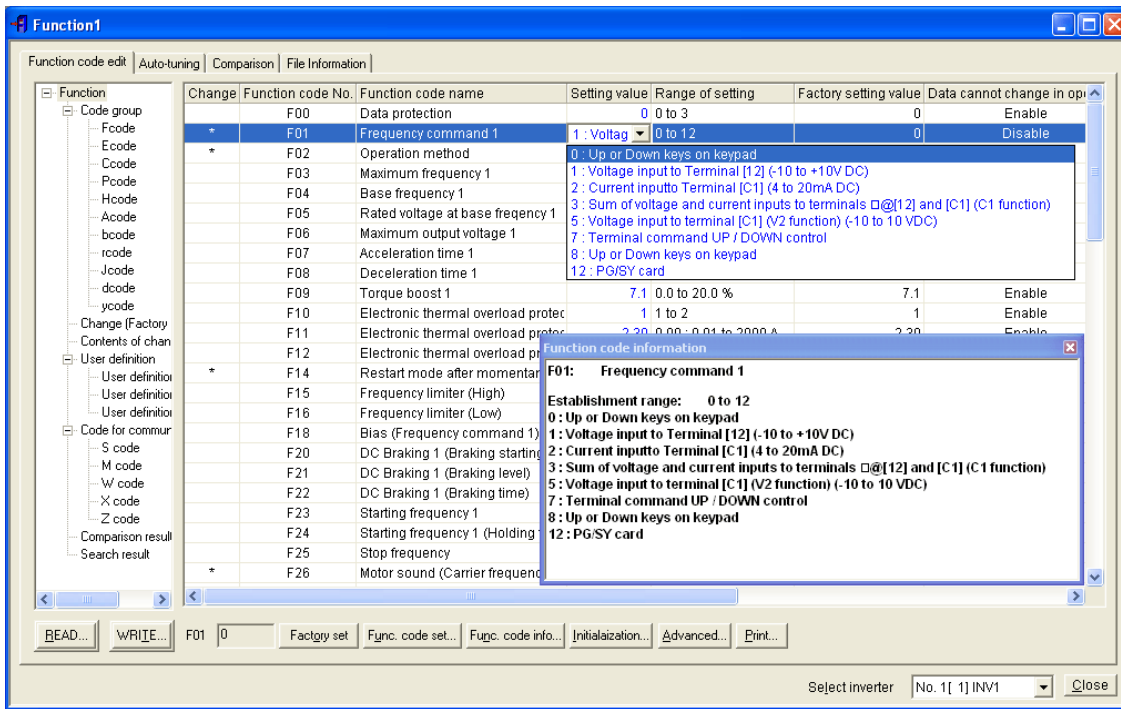 Function1
Function code edit Auto-tuning Comparison File Information
Function
Code group
Fcode
Ecode
Ccode
Pcode
Hcode
Acode
bcode
rcode
Jcode
dcode
ycode
Change (Factory
Contents of chan
User definition
User definition
User definition
User definition
Code for commun
S code
M code
W code
X code
Z code
Comparison result
Search result
Change Function code No. Function code name Setting value Range of setting Factory setting value Data cannot change in op
F00 Data protection 0 0 to 3 0 Enable
* F01 Frequency command 1 1 : Voltag 0 to 12 0 Disable
* F02 Operation method
F03 Maximum frequency 1
F04 Base frequency 1
F05 Rated voltage at base freqency 1
F06 Maximum output voltage 1
F07 Acceleration time 1
F08 Deceleration time 1
0 : Up or Down keys on keypad
1 : Voltage input to Terminal [12] (-10 to +10V DC)
2 : Current inputto Terminal [C1] (4 to 20mA DC)
3 : Sum of voltage and current inputs to terminals □@[12] and [C1] (C1 function)
5 : Voltage input to terminal [C1] (V2 function) (-10 to 10 VDC)
7 : Terminal command UP / DOWN control
8 : Up or Down keys on keypad
12 : PG/SY card
F09 Torque boost 1 7.1 0.0 to 20.0 % 7.1 Enable
F10 Electronic thermal overload protec 1 1 to 2 1 Enable
F11 Electronic thermal overload protec 2.30 0.00 : 0.01 to 2000 A 2.30 Enable
F12 Electronic thermal overload pr
* F14 Restart mode after momentar
F15 Frequency limiter (High)
F16 Frequency limiter (Low)
F18 Bias (Frequency command 1)
F20 DC Braking 1 (Braking starting
F21 DC Braking 1 (Braking level)
F22 DC Braking 1 (Braking time)
F23 Starting frequency 1
F24 Starting frequency 1 (Holding
F25 Stop frequency
* F26 Motor sound (Carrier frequenc
Function code information
F01: Frequency command 1
Establishment range: 0 to 12
0 : Up or Down keys on keypad
1 : Voltage input to Terminal [12] (-10 to +10V DC)
2 : Current inputto Terminal [C1] (4 to 20mA DC)
3 : Sum of voltage and current inputs to terminals □@[12] and [C1] (C1 function)
5 : Voltage input to terminal [C1] (V2 function) (-10 to 10 VDC)
7 : Terminal command UP / DOWN control
8 : Up or Down keys on keypad
12 : PG/SY card
READ... WRITE... F01 0 Factory set Func. code set... Func. code info... Initialaization... Advanced... Print...
Select inverter No. 1[ 1] INV1 Close